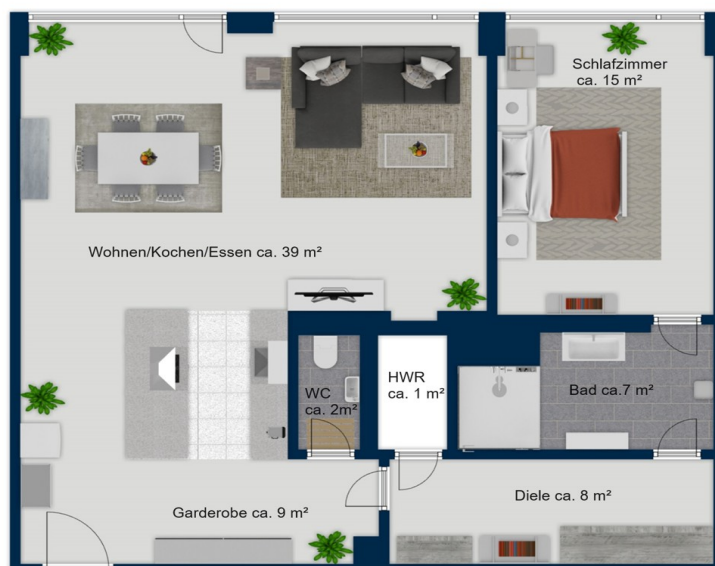 Schlafzimmer
ca. 15 m²
Wohnen/Kochen/Essen ca. 39 m²
WC
ca. 2m²
HWR
ca. 1 m²
Bad ca.7 m²
Diele ca. 8 m²
Garderobe ca. 9 m²